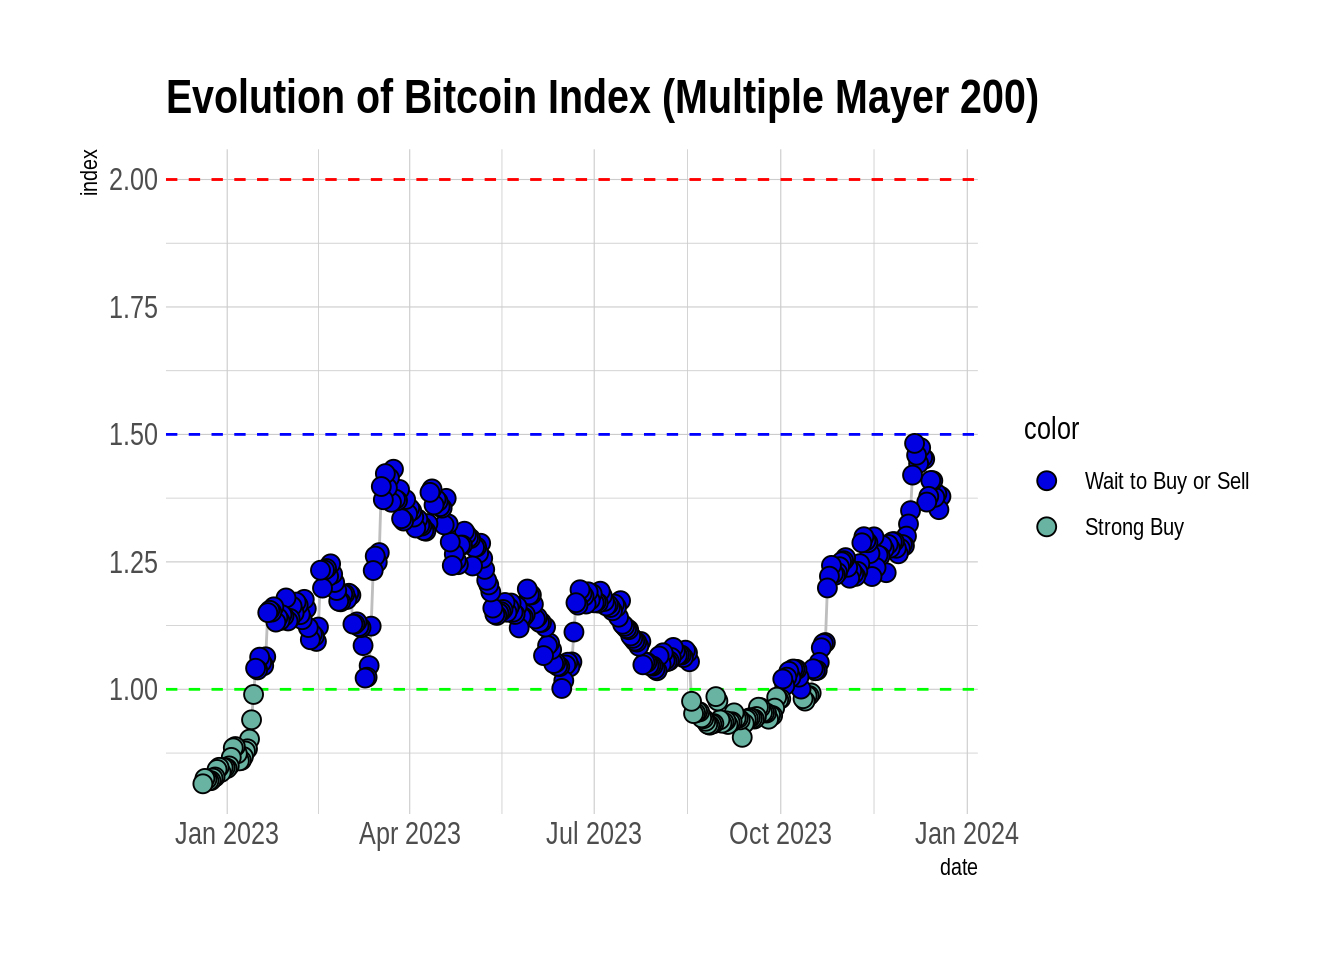 Evolution of Bitcoin Index (Multiple Mayer 200)
index
2.00
1.75
1.50
1.25
1.00
Jan 2023
Apr 2023
Jul 2023
Oct 2023
Jan 2024
date
color
Wait to Buy or Sell
Strong Buy